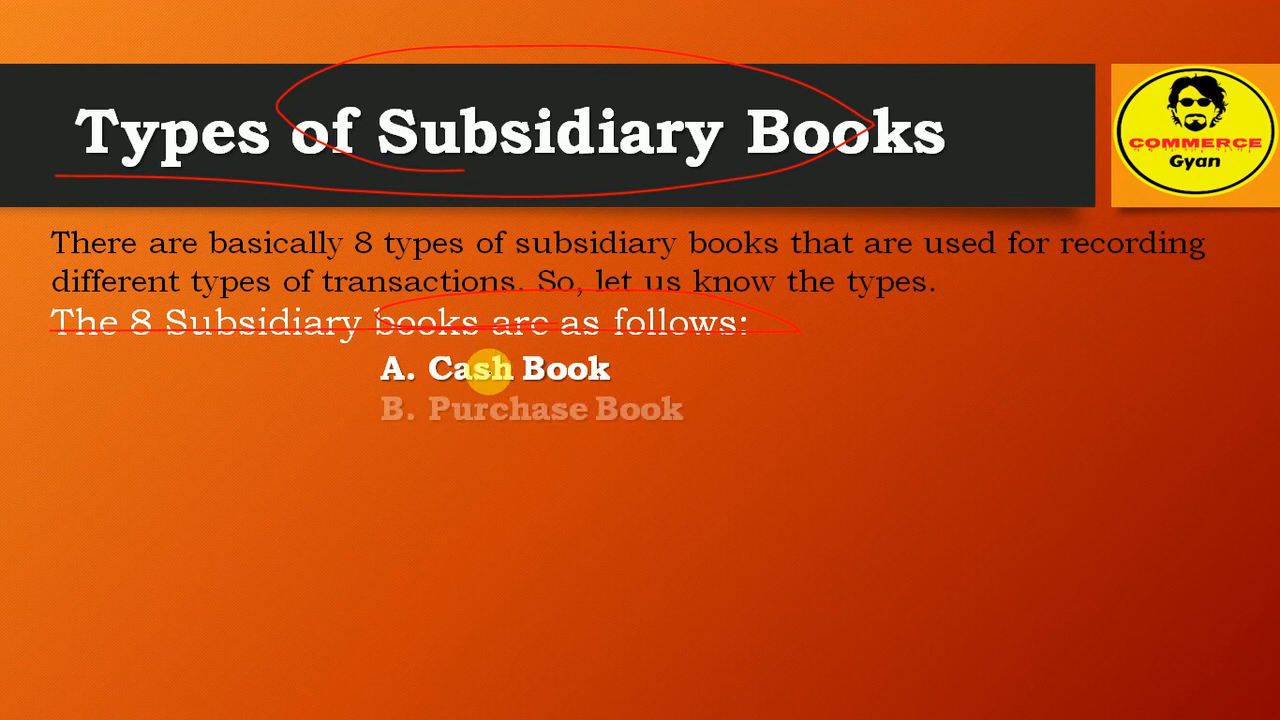 Types of Subsidiary Books
COMMERCE
Gyan
There are basically 8 types of subsidiary books that are used for recording
different types of transactions. So, let us know the types.
The 8 Subsidiary books are as follows:
A. Cash Book
B. Purchase Book